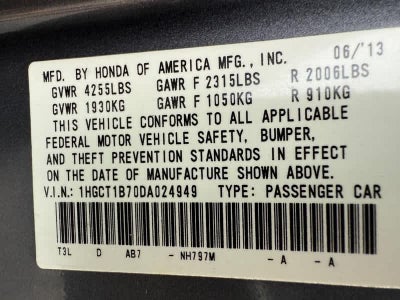 MFD. BY HONDA OF AMERICA MFG., INC. 06/13
GVWR 4255LBS GAWR F 2315LBS R 2006LBS
GVWR 1930KG GAWR F 1050KG R 910KG
THIS VEHICLE CONFORMS TO ALL APPLICABLE
FEDERAL MOTOR VEHICLE SAFETY, BUMPER,
AND THEFT PREVENTION STANDARDS IN EFFECT
ON THE DATE OF MANUFACTURE SHOWN ABOVE.
V.I.N.: 1HGCT1B70DA024949 TYPE: PASSENGER CAR
T3L D AB7 - NH797M - A - A